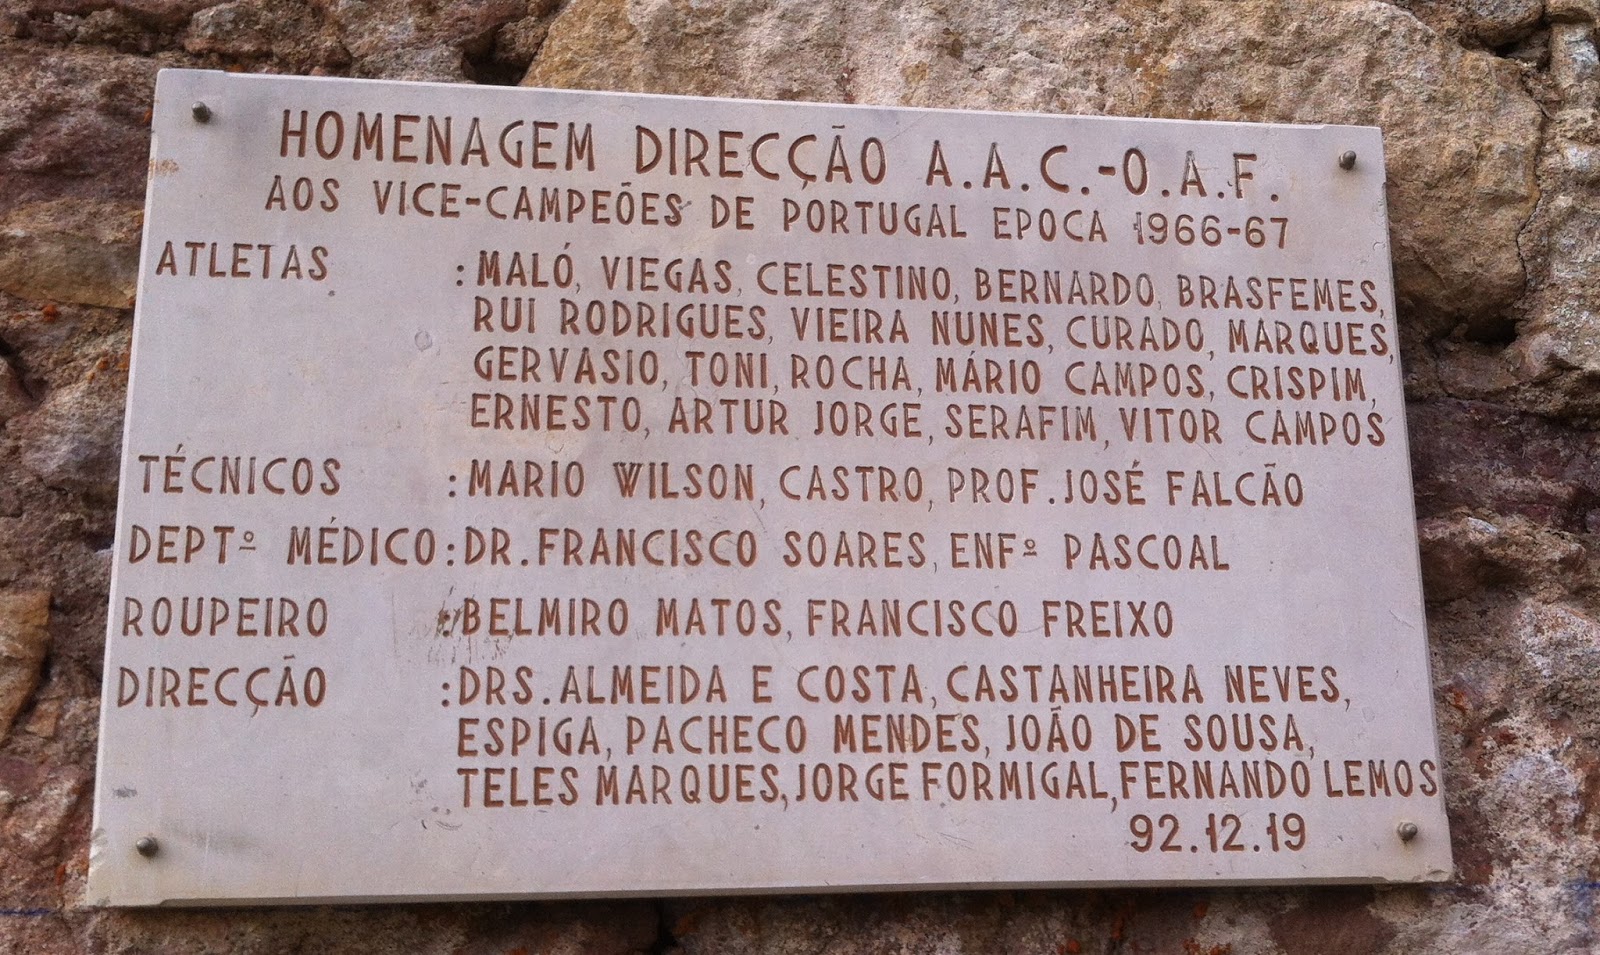 HOMENAGEM DIRECÇÃO A.A.C.-O.A.F.
AOS VICE-CAMPEÕES DE PORTUGAL EPOCA 1966-67
ATLETAS : MALÓ, VIEGAS, CELESTINO, BERNARDO, BRASFEMES,
RUI RODRIGUES, VIEIRA NUNES, CURADO, MARQUES,
GERVASIO, TONI, ROCHA, MÁRIO CAMPOS, CRISPIM,
ERNESTO, ARTUR JORGE, SERAFIM, VITOR CAMPOS
TÉCNICOS : MARIO WILSON, CASTRO, PROF. JOSÉ FALCÃO
DEPTº MÉDICO : DR. FRANCISCO SOARES, ENFº PASCOAL
ROUPEIRO : BELMIRO MATOS, FRANCISCO FREIXO
DIRECÇÃO : DRS. ALMEIDA E COSTA, CASTANHEIRA NEVES,
ESPIGA, PACHECO MENDES, JOÃO DE SOUSA,
TELES MARQUES, JORGE FORMIGAL, FERNANDO LEMOS
92.12.19